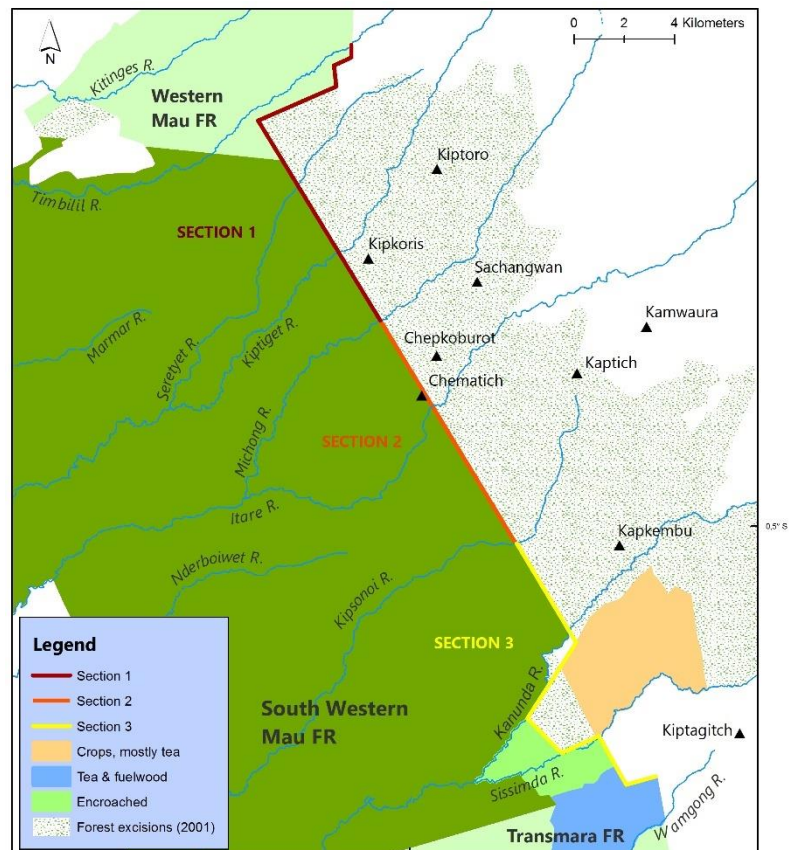 0 2 4 Kilometers
N
Kitinges R.
Western
Mau FR
Kiptoro
Timbilil R.
SECTION 1
Kipkoris
Sachangwan
Kamwaura
Marmar R.
Seretyet R.
Kiptiget R.
Chepkoburot
Kaptich
Chematich
Michong R.
SECTION 2
Itare R.
0,5° S
Kapkembu
Nderboiwet R.
Kipsonoi R.
SECTION 3
Kanunda R.
South Western
Mau FR
Kiptagitch
Sissimda R.
Wamgong R.
Transmara FR
Legend
Section 1
Section 2
Section 3
Crops, mostly tea
Tea & fuelwood
Encroached
Forest excisions (2001)